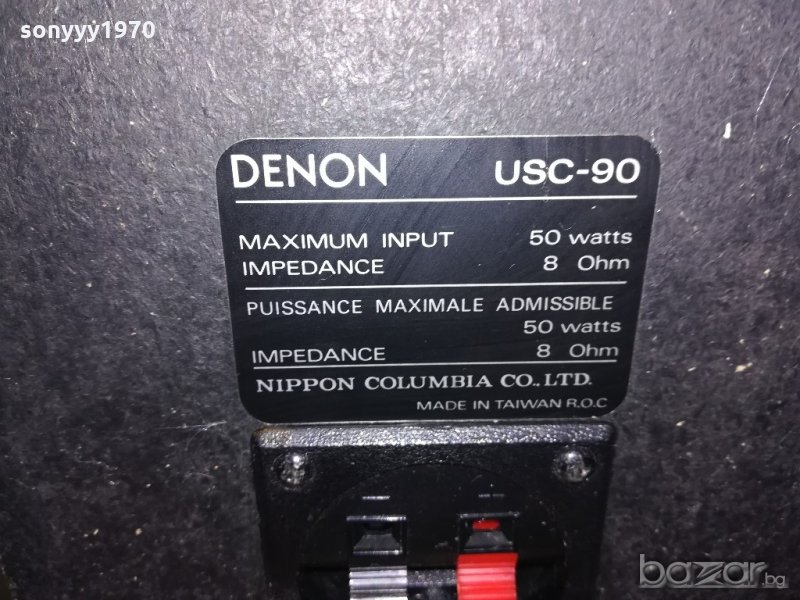 sonyyy1970
DENON USC-90
MAXIMUM INPUT 50 watts
IMPEDANCE 8 Ohm
PUISSANCE MAXIMALE ADMISSIBLE
50 watts
IMPEDANCE 8 Ohm
NIPPON COLUMBIA CO.,LTD.
MADE IN TAIWAN R.O.C
bazar.bg